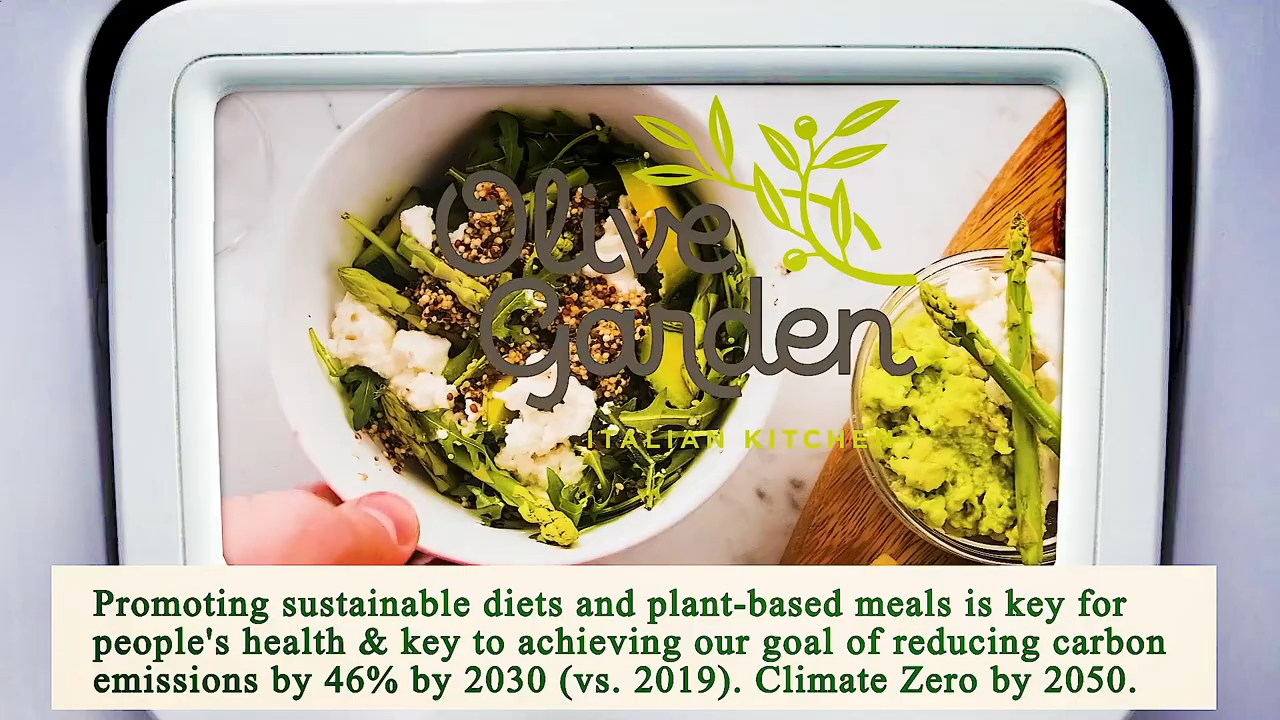 Olive
Garden
ITALIAN KITCHEN
Promoting sustainable diets and plant-based meals is key for
people's health & key to achieving our goal of reducing carbon
emissions by 46% by 2030 (vs. 2019). Climate Zero by 2050.